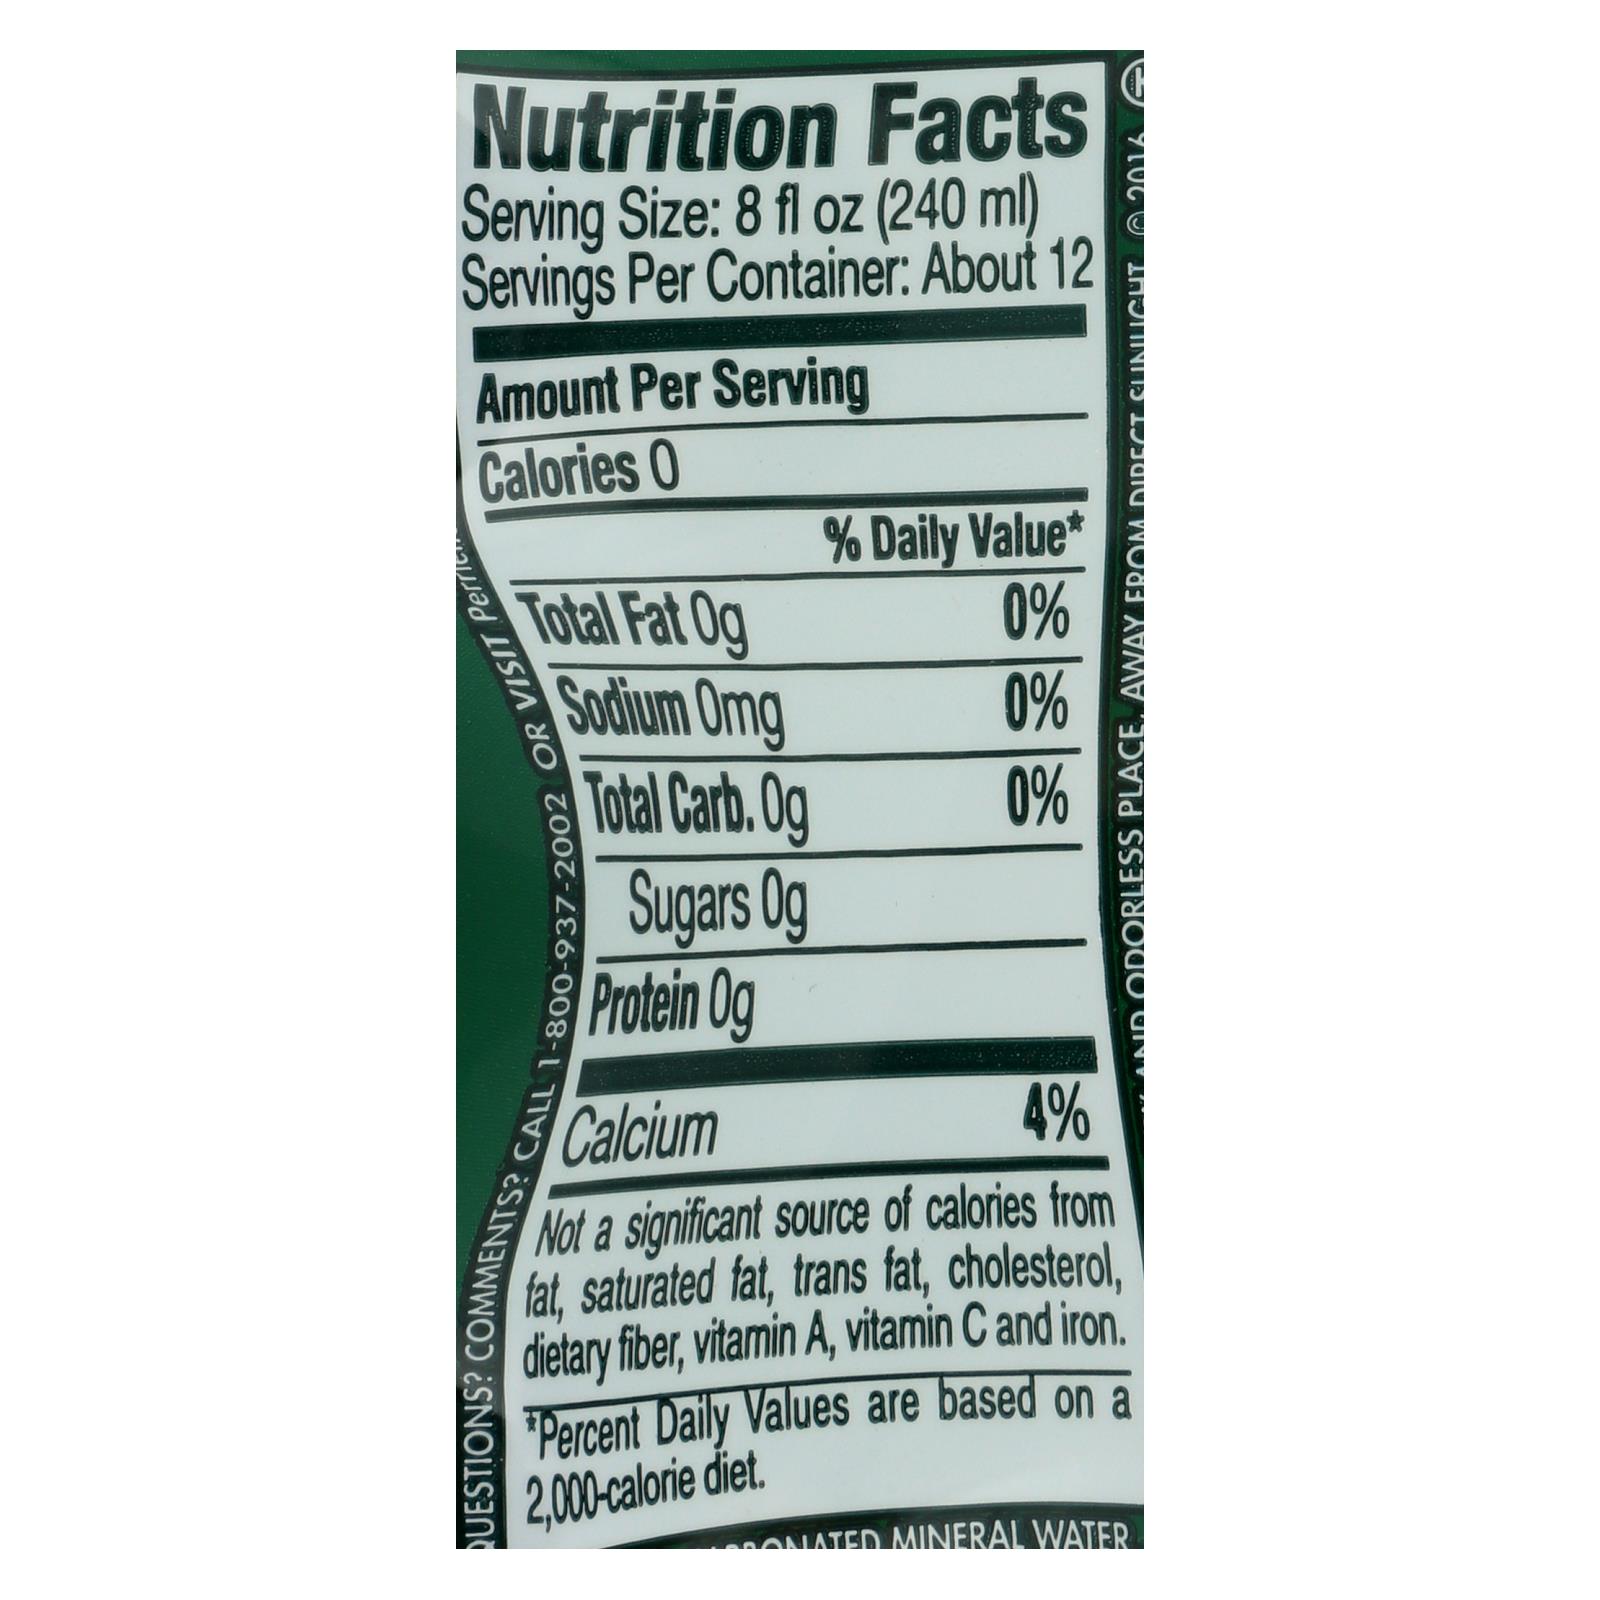 Nutrition Facts
Serving Size: 8 fl oz (240 ml)
Servings Per Container: About 12
Amount Per Serving
Calories 0
% Daily Value*
Total Fat 0g 0%
Sodium 0mg 0%
Total Carb. 0g 0%
Sugars 0g
Protein 0g
Calcium 4%
Not a significant source of calories from
fat, saturated fat, trans fat, cholesterol,
dietary fiber, vitamin A, vitamin C and iron.
*Percent Daily Values are based on a
2,000-calorie diet.
QUESTIONS? COMMENTS? CALL 1-800-937-2002 OR VISIT
AND ODORLESS PLACE, AWAY FROM DIRECT SUNLIGHT © 2016
MINERAL WATER